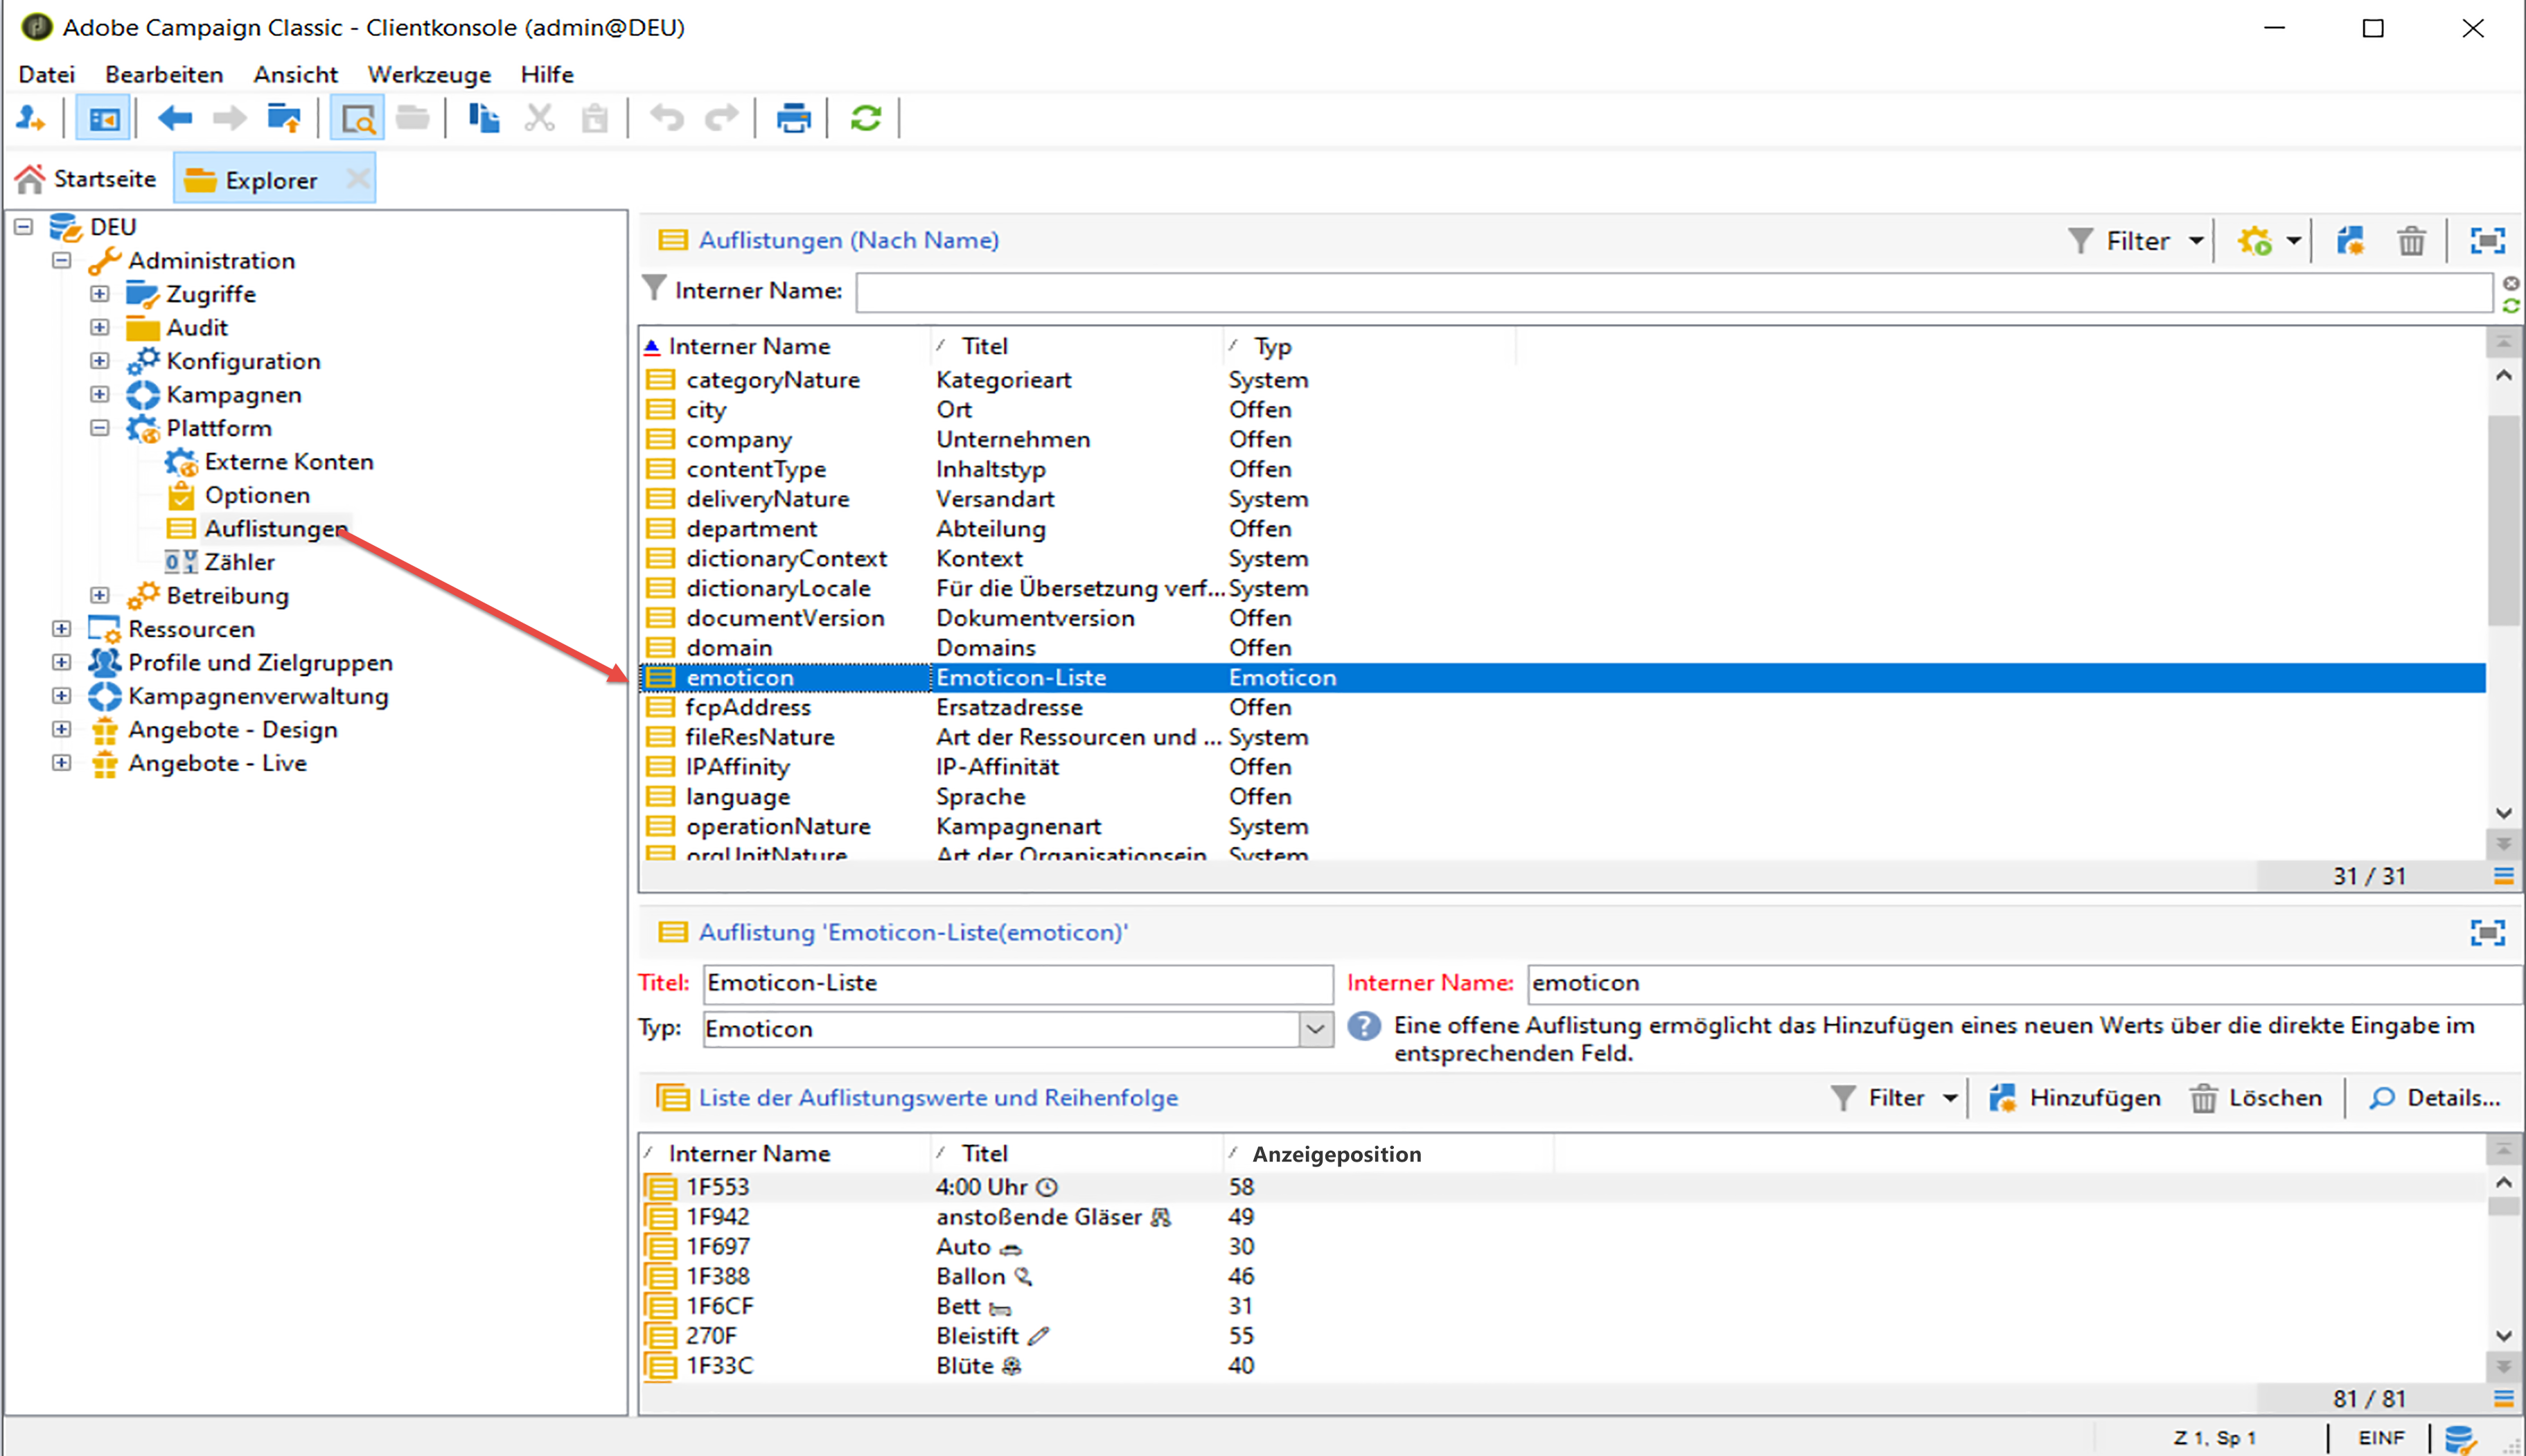 Adobe Campaign Classic - Clientkonsole (admin@DEU)
Datei Bearbeiten Ansicht Werkzeuge Hilfe
Startseite Explorer
DEU
Administration
Zugriffe
Audit
Konfiguration
Kampagnen
Plattform
Externe Konten
Optionen
Auflistungen
Zähler
Betreibung
Ressourcen
Profile und Zielgruppen
Kampagnenverwaltung
Angebote - Design
Angebote - Live
Auflistungen (Nach Name) Filter
Interner Name:
Interner Name Titel Typ
categoryNature Kategorieart System
city Ort Offen
company Unternehmen Offen
contentType Inhaltstyp Offen
deliveryNature Versandart System
department Abteilung Offen
dictionaryContext Kontext System
dictionaryLocale Für die Übersetzung verf... System
documentVersion Dokumentversion Offen
domain Domains Offen
emoticon Emoticon-Liste Emoticon
fcpAddress Ersatzadresse Offen
fileResNature Art der Ressourcen und ... System
IPAffinity IP-Affinität Offen
language Sprache Offen
operationNature Kampagnenart System
orgUnitNature Art der Organisationsein System
31 / 31
Auflistung 'Emoticon-Liste(emoticon)'
Titel: Emoticon-Liste Interner Name: emoticon
Typ: Emoticon Eine offene Auflistung ermöglicht das Hinzufügen eines neuen Werts über die direkte Eingabe im
entsprechenden Feld.
Liste der Auflistungswerte und Reihenfolge Filter Hinzufügen Löschen Details...
Interner Name Titel Anzeigeposition
1F553 4:00 Uhr 58
1F942 anstoßende Gläser 49
1F697 Auto 30
1F388 Ballon 46
1F6CF Bett 31
270F Bleistift 55
1F33C Blüte 40
81 / 81
Z 1, Sp 1 EINF